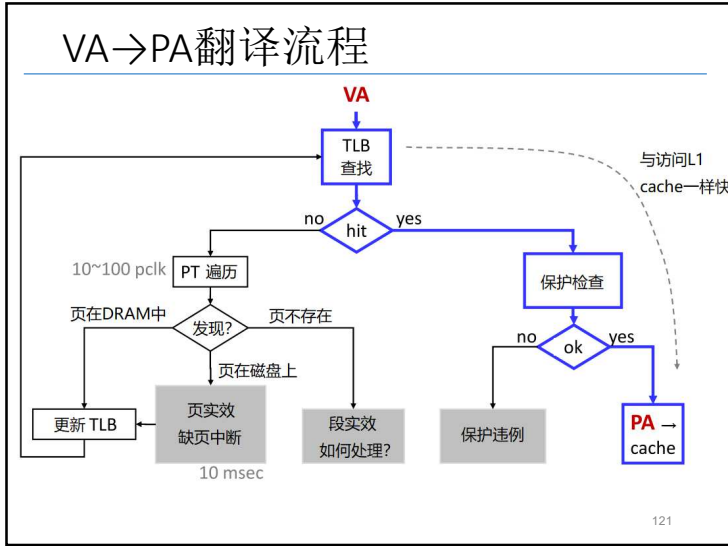 VA→PA翻译流程
VA
TLB
查找
与访问L1
cache一样快
no
hit
yes
10~100 pclk
PT 遍历
保护检查
页在DRAM中
发现?
页不存在
no
ok
yes
页在磁盘上
更新 TLB
页实效
缺页中断
段实效
如何处理?
保护违例
PA →
cache
10 msec
121